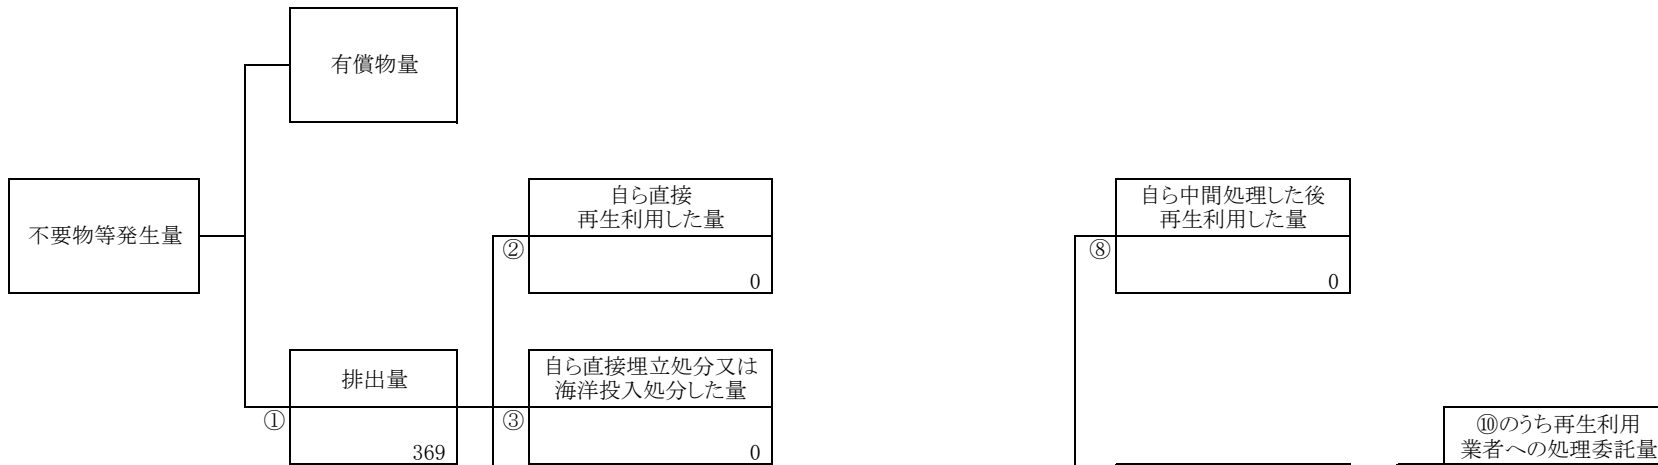 有償物量
不要物等発生量
自ら直接
再生利用した量
②
0
自ら中間処理した後
再生利用した量
⑧
0
排出量
①
369
自ら直接埋立処分又は
海洋投入処分した量
③
0
⑩のうち再生利用
業者への処理委託量